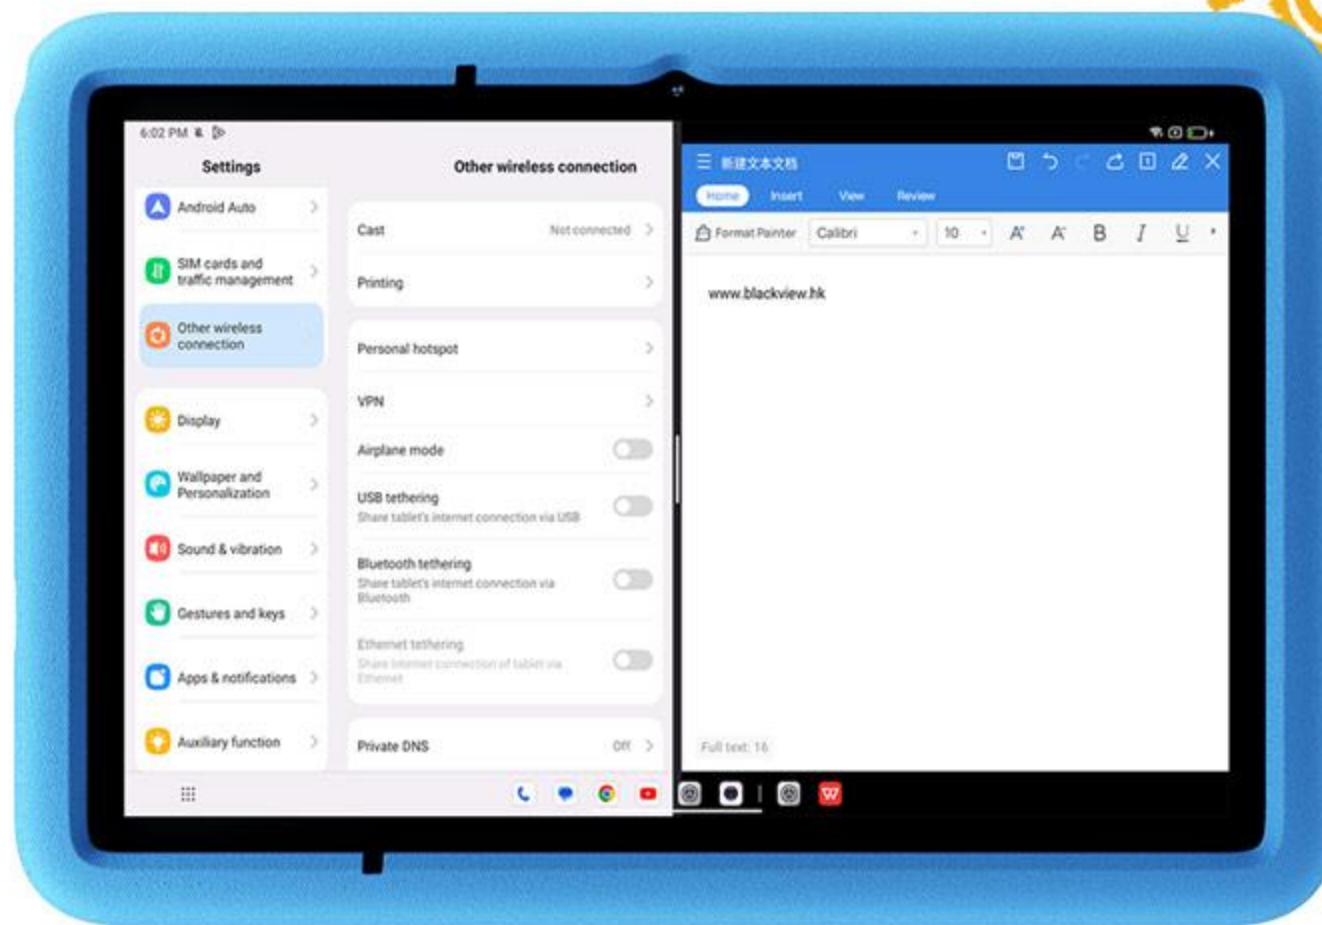 6:02 PM
Settings
Android Auto
SIM cards and
traffic management
Other wireless
connection
Display
Wallpaper and
Personalization
Sound & vibration
Gestures and keys
Apps & notifications
Auxiliary function
Other wireless connection
Cast Not connected
Printing
Personal hotspot
VPN
Airplane mode
USB tethering
Share tablet's internet connection via USB
Bluetooth tethering
Share tablet's internet connection via
Bluetooth
Ethernet tethering
Share internet connection of tablet via
Ethernet
Private DNS Off
新建文本文档
1
Home Insert View Review
Format Painter Calibri 10 A+ A- B I U
www.blackview.hk
Full text: 16
W